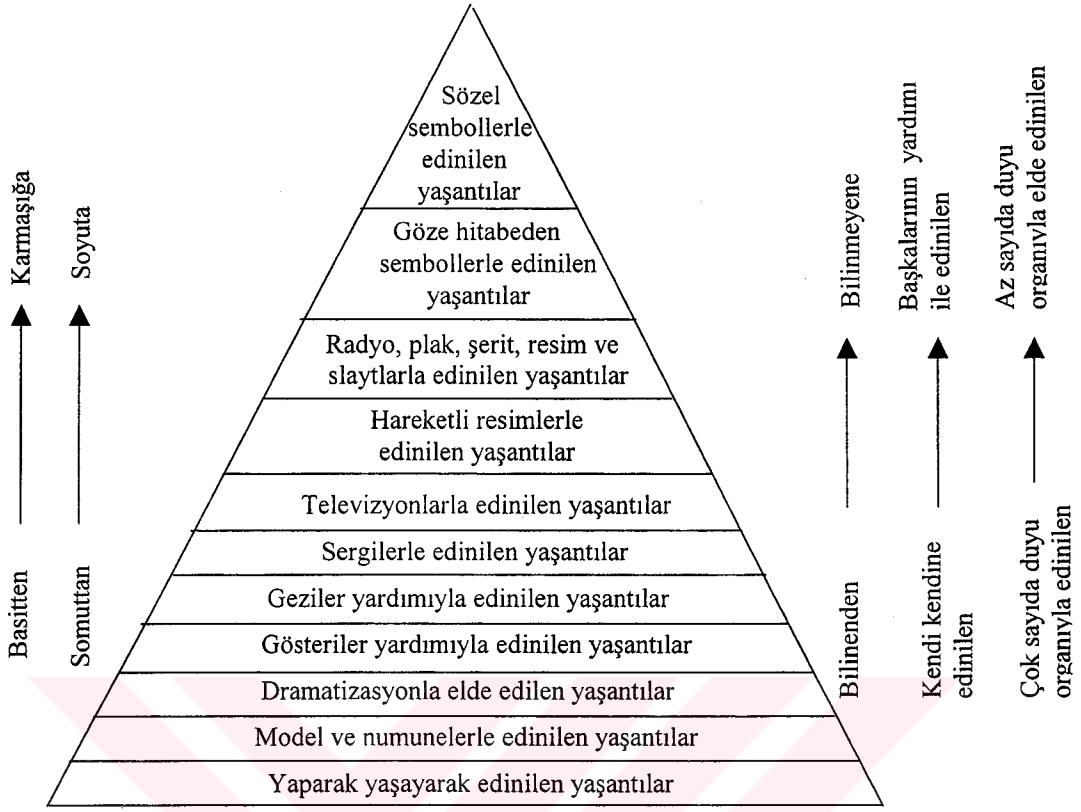 Sözel
sembollerle
edinilen
yaşantılar
Göze hitabeden
sembollerle edinilen
yaşantılar
Radyo, plak, şerit, resim ve
slaytlarla edinilen yaşantılar
Hareketli resimlerle
edinilen yaşantılar
Televizyonlarla edinilen yaşantılar
Sergilerle edinilen yaşantılar
Geziler yardımıyla edinilen yaşantılar
Gösteriler yardımıyla edinilen yaşantılar
Dramatizasyonla elde edilen yaşantılar
Model ve numunelerle edinilen yaşantılar
Yaparak yaşayarak edinilen yaşantılar
Basitten
Karmaşığa
Somuttan
Soyuta
Bilinenden
Bilinmeyene
Kendi kendine
edinilen
Başkalarının yardımı
ile edinilen
Çok sayıda duyu
organıyla edinilen
Az sayıda duyu
organıvla elde edinilen